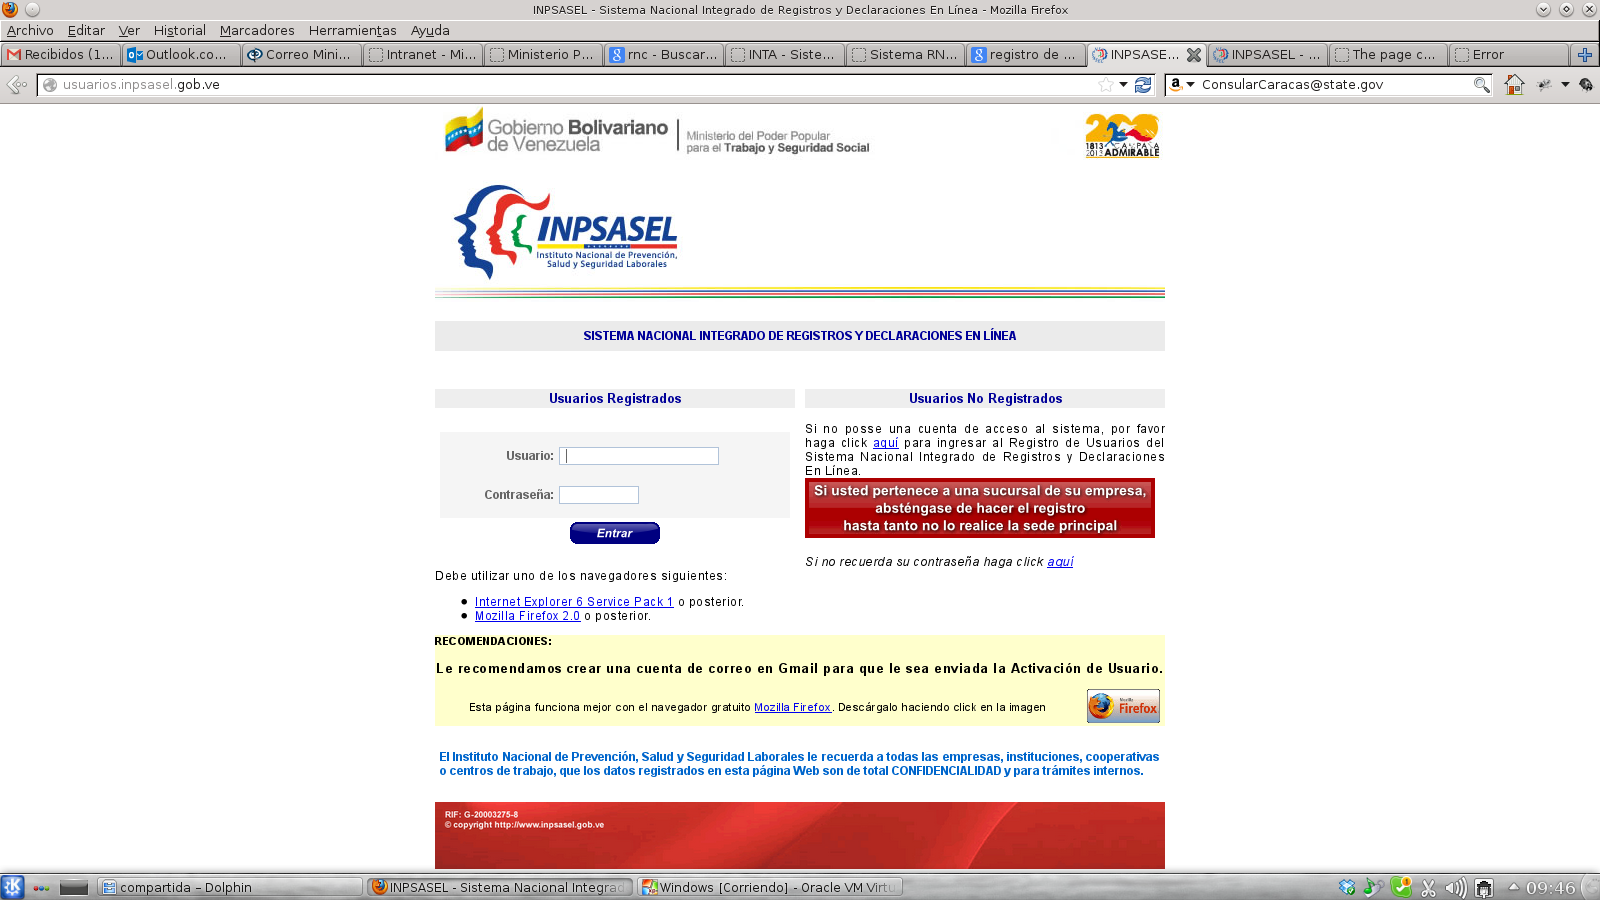 INPSASEL - Sistema Nacional Integrado de Registros y Declaraciones En Línea - Mozilla Firefox
Archivo Editar Ver Historial Marcadores Herramientas Ayuda
Recibidos (1... Outlook.co... Correo Mini... Intranet - Mi... Ministerio P... rnc - Buscar... INTA - Siste... Sistema RN... registro de ... INPSASE... INPSASEL - ... The page c... Error
usuarios.inpsasel.gob.ve ConsularCaracas@state.gov
Gobierno Bolivariano
de Venezuela
Ministerio del Poder Popular
para el Trabajo y Seguridad Social
200
1813 CAMPAÑA
2013 ADMIRABLE
INPSASEL
Instituto Nacional de Prevención,
Salud y Seguridad Laborales
SISTEMA NACIONAL INTEGRADO DE REGISTROS Y DECLARACIONES EN LÍNEA
Usuarios Registrados
Usuario:
Contraseña:
Entrar
Debe utilizar uno de los navegadores siguientes:
Internet Explorer 6 Service Pack 1 o posterior.
Mozilla Firefox 2.0 o posterior.
Usuarios No Registrados
Si no posse una cuenta de acceso al sistema, por favor
haga click aquí para ingresar al Registro de Usuarios del
Sistema Nacional Integrado de Registros y Declaraciones
En Línea.
Si usted pertenece a una sucursal de su empresa,
absténgase de hacer el registro
hasta tanto no lo realice la sede principal
Si no recuerda su contraseña haga click aquí
RECOMENDACIONES:
Le recomendamos crear una cuenta de correo en Gmail para que le sea enviada la Activación de Usuario.
Esta página funciona mejor con el navegador gratuito Mozilla Firefox. Descárgalo haciendo click en la imagen
Mozilla
Firefox
El Instituto Nacional de Prevención, Salud y Seguridad Laborales le recuerda a todas las empresas, instituciones, cooperativas
o centros de trabajo, que los datos registrados en esta página Web son de total CONFIDENCIALIDAD y para trámites internos.
RIF: G-20003275-8
© copyright http://www.inpsasel.gob.ve
compartida – Dolphin INPSASEL - Sistema Nacional Integrad Windows [Corriendo] - Oracle VM Virtu 09:46